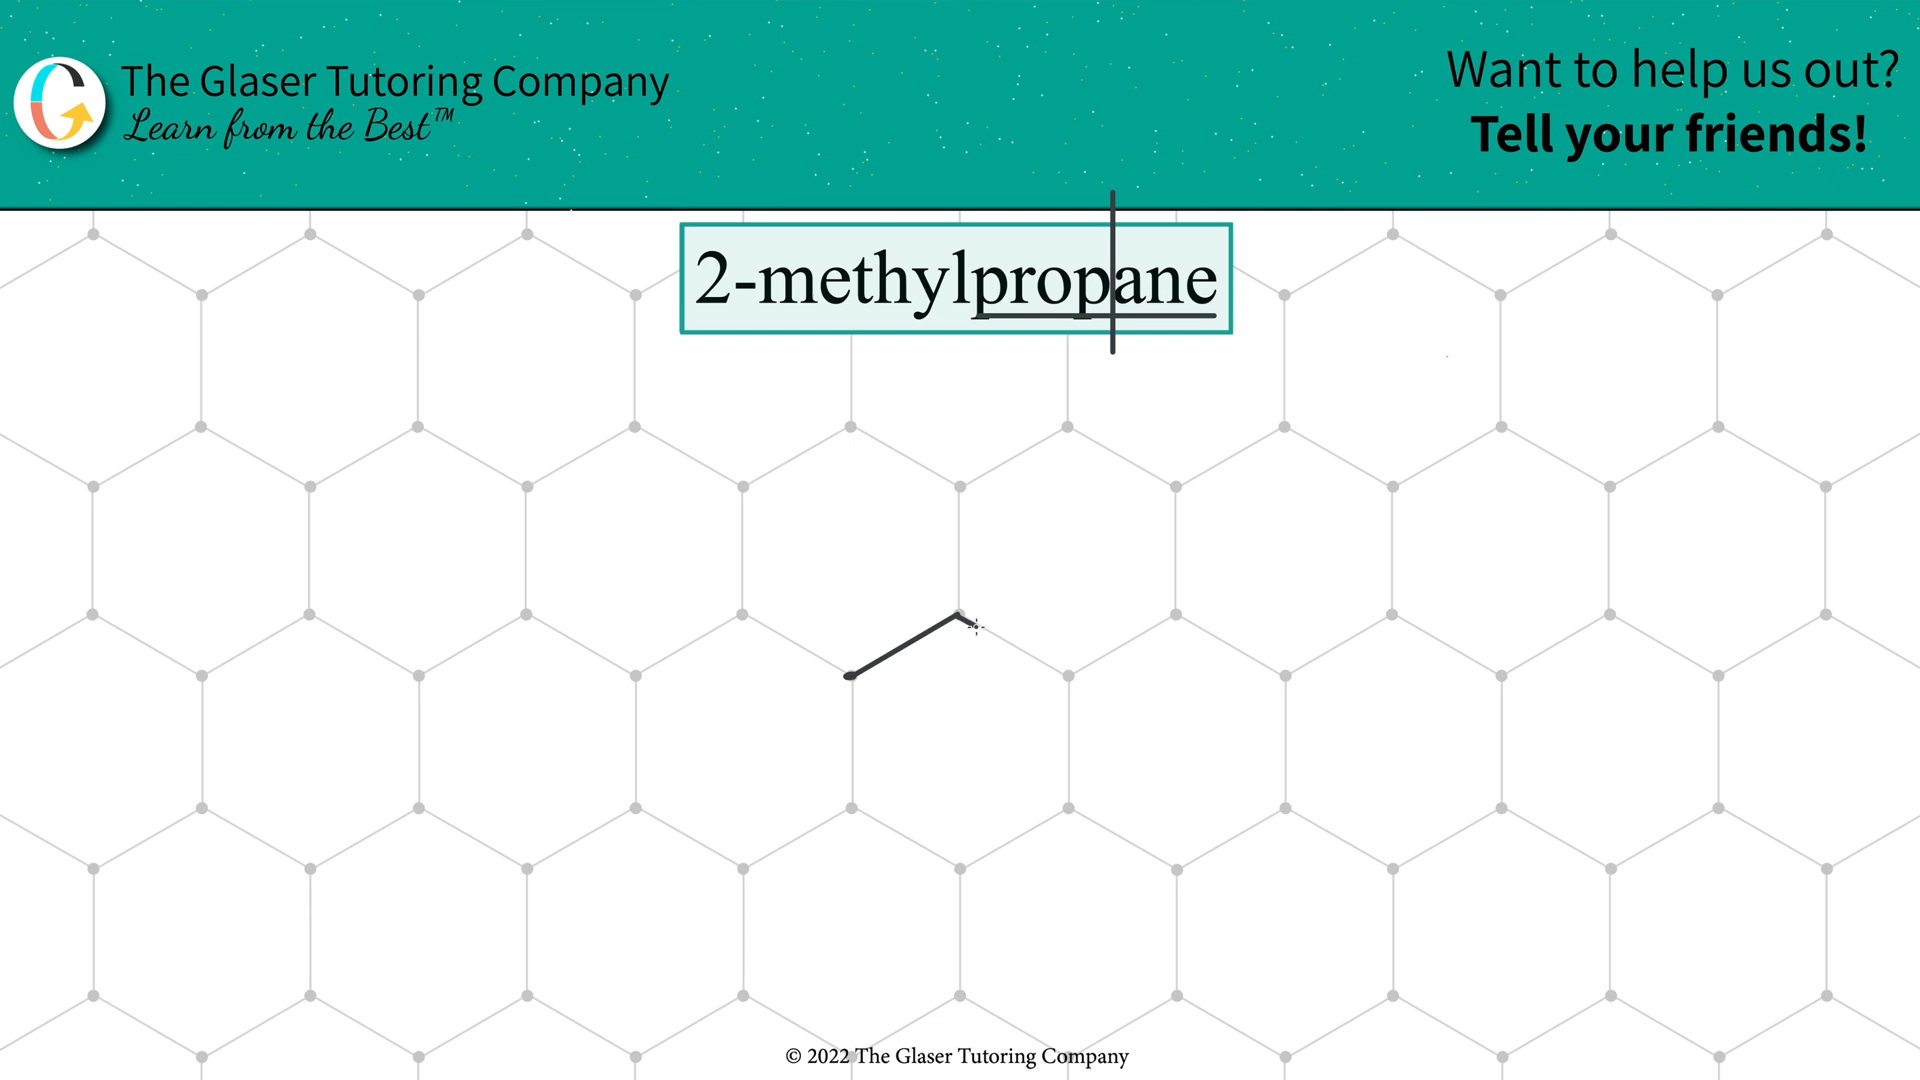 The Glaser Tutoring Company
Learn from the Best™
Want to help us out?
Tell your friends!
2-methylpropane
© 2022 The Glaser Tutoring Company